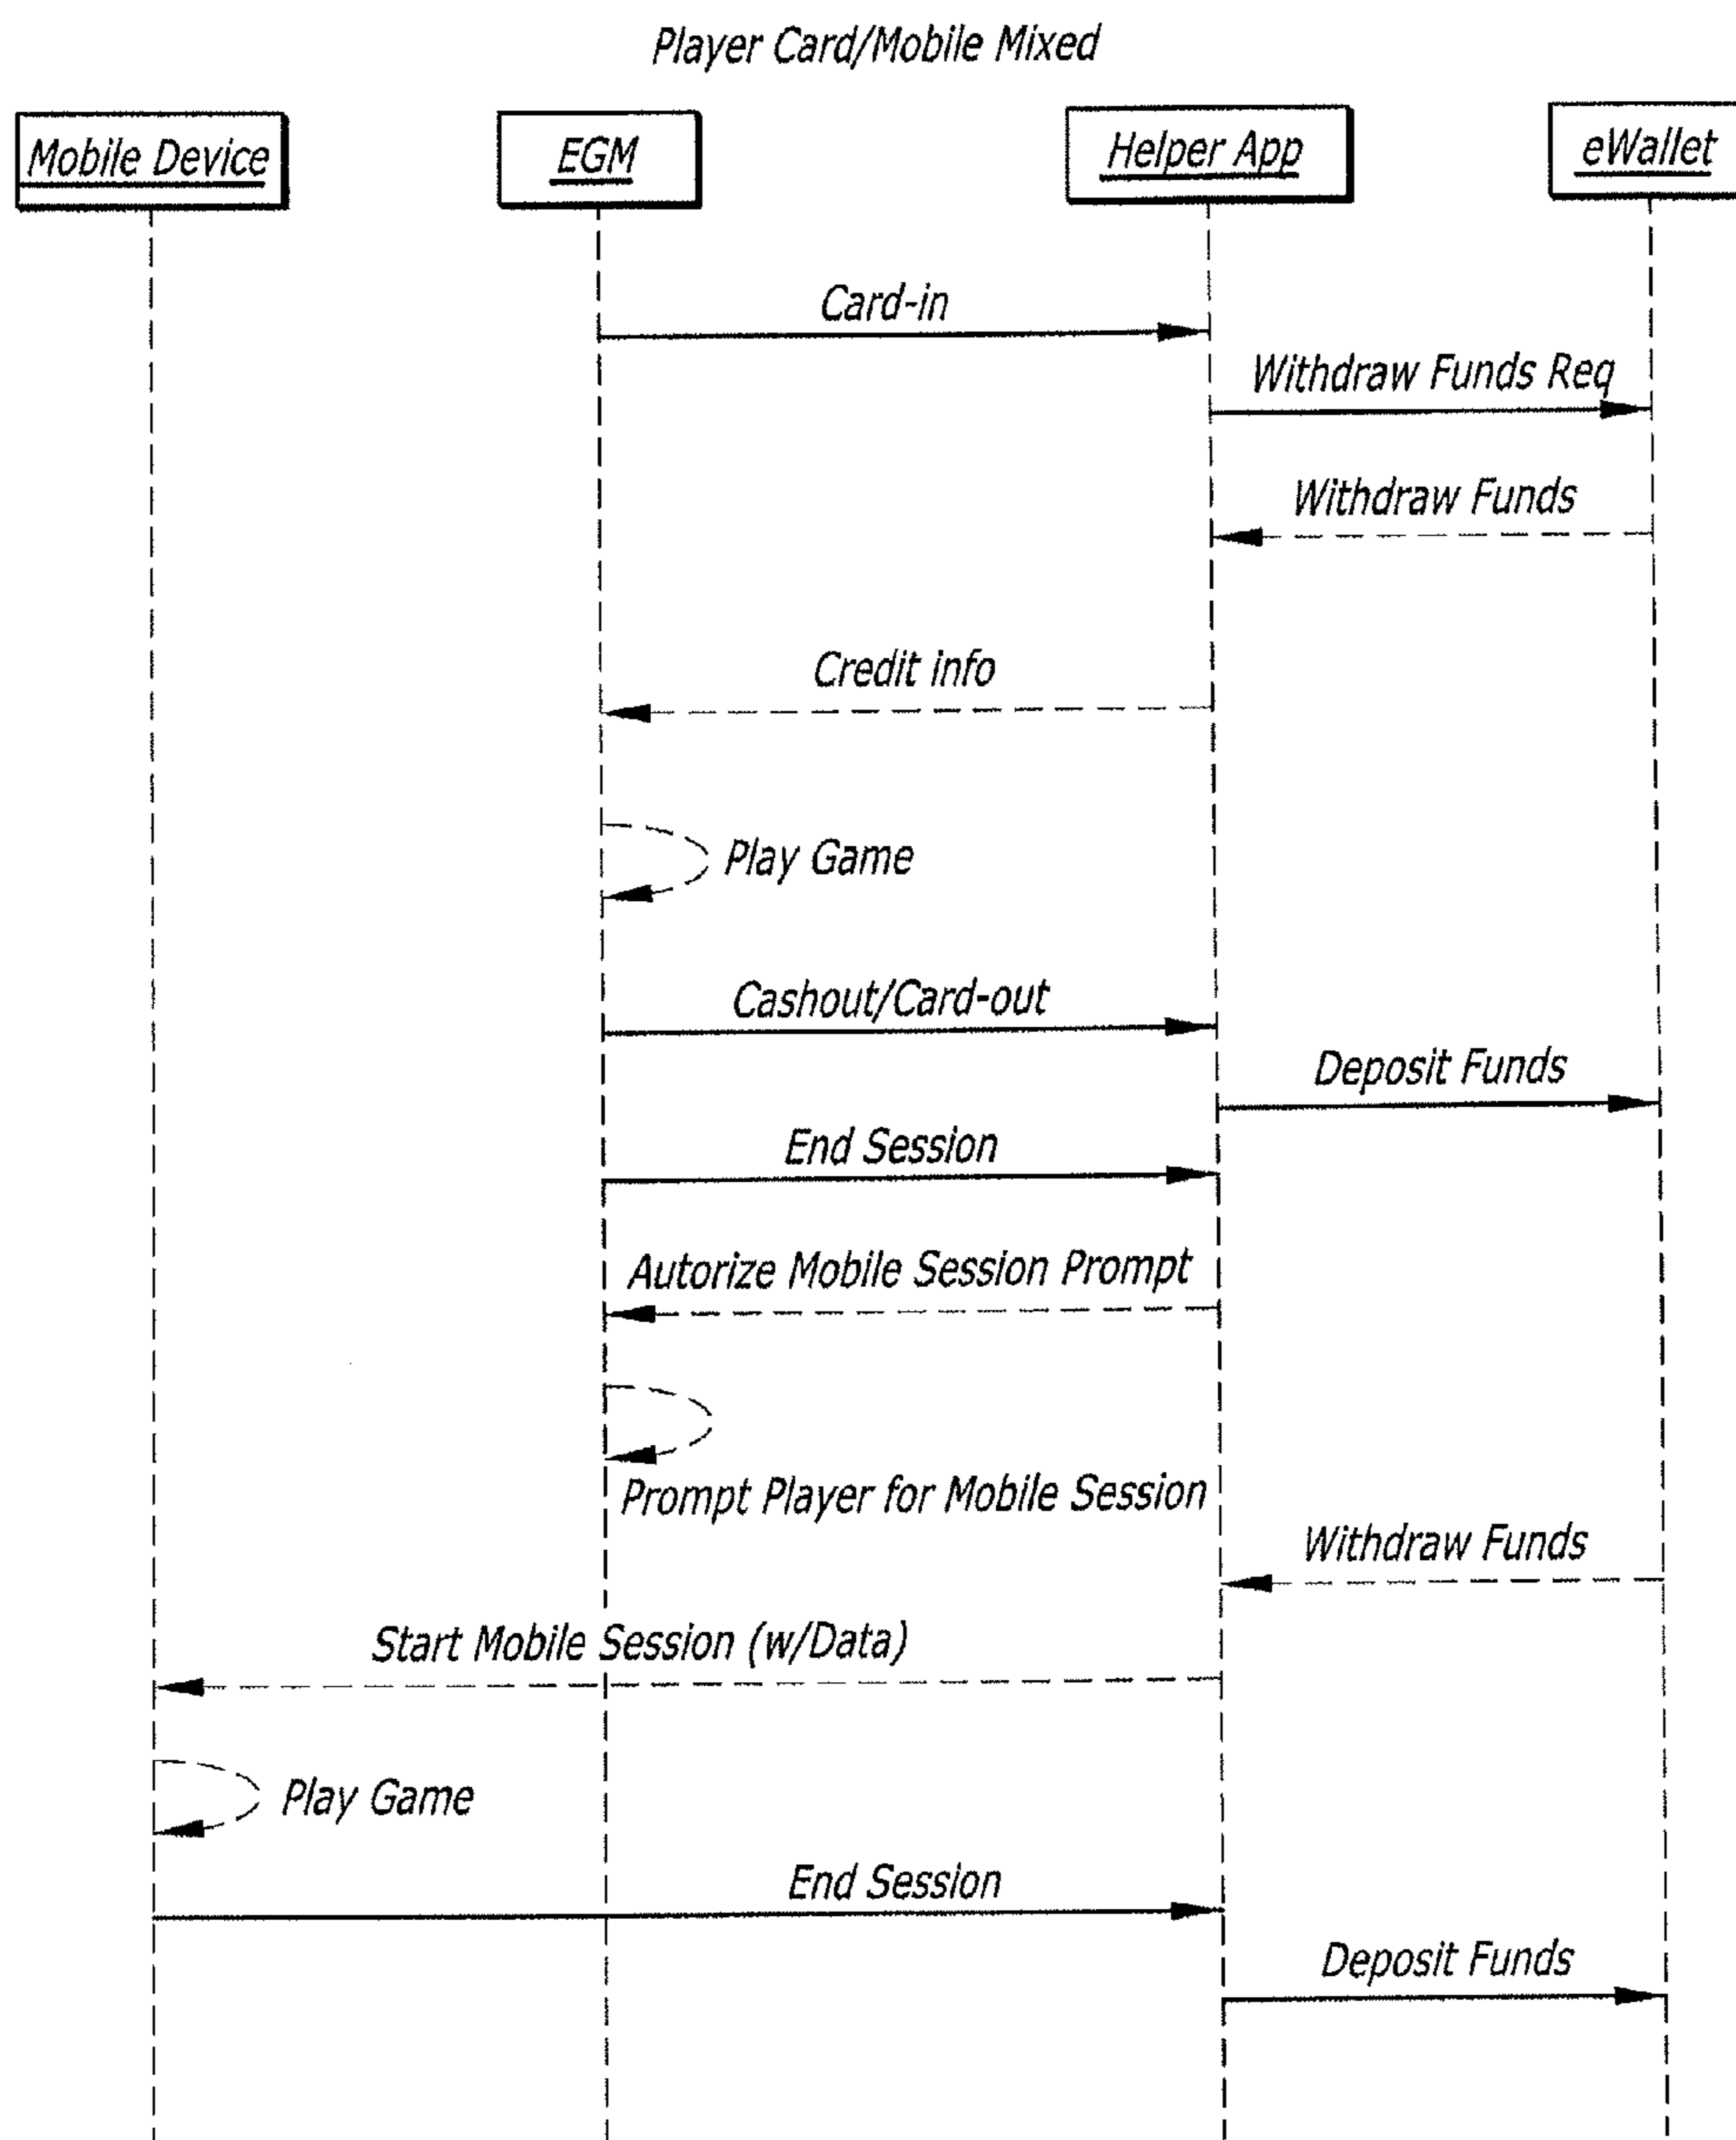 Player Card/Mobile Mixed
Mobile Device
EGM
Helper App
eWallet
Card-in
Withdraw Funds Req
Withdraw Funds
Credit info
Play Game
Cashout/Card-out
Deposit Funds
End Session
Autorize Mobile Session Prompt
Prompt Player for Mobile Session
Withdraw Funds
Start Mobile Session (w/Data)
Play Game
End Session
Deposit Funds